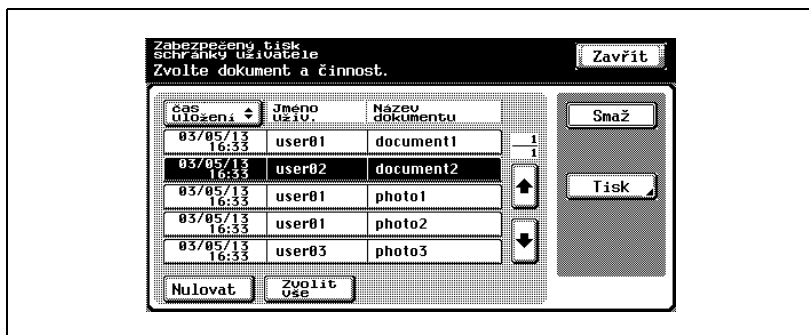 Zabezpečený tisk
schránky uživatele
Zvolte dokument a činnost.
Zavřít
čas
uložení
Jméno
uživ.
Název
dokumentu
03/05/13
16:33
user01
document1
03/05/13
16:33
user02
document2
03/05/13
16:33
user01
photo1
03/05/13
16:33
user01
photo2
03/05/13
16:33
user03
photo3
1
1
Smaž
Tisk
Nulovat
Zvolit
vše